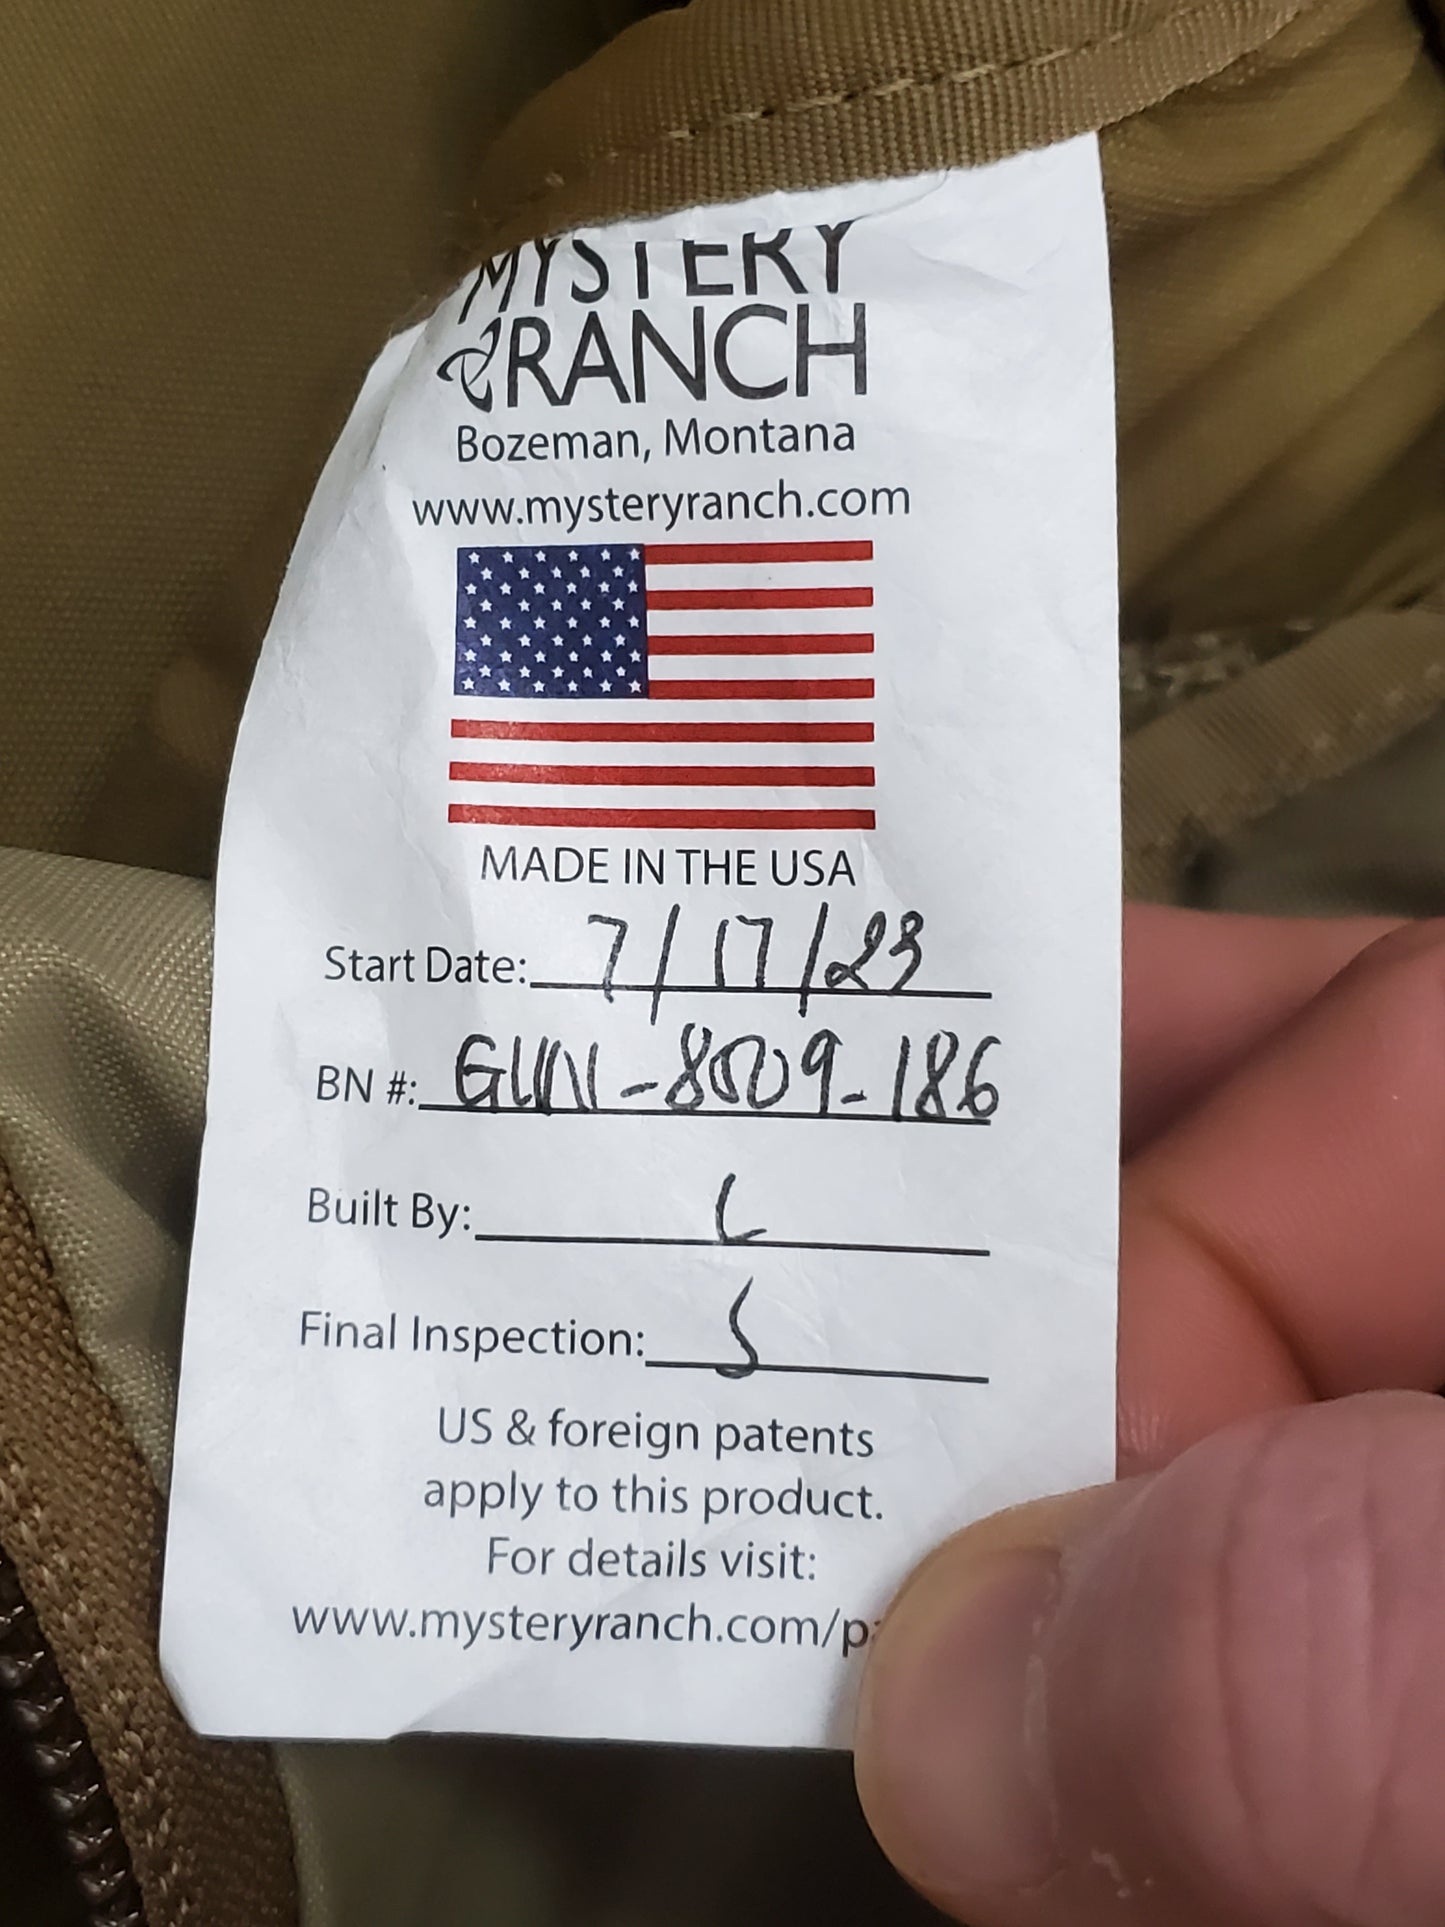 MYSTERY
RANCH
Bozeman, Montana
www.mysteryranch.com
MADE IN THE USA
Start Date: 7/17/23
BN #: GUNI-8009-186
Built By: L
Final Inspection: S
US & foreign patents
apply to this product.
For details visit:
www.mysteryranch.com/p